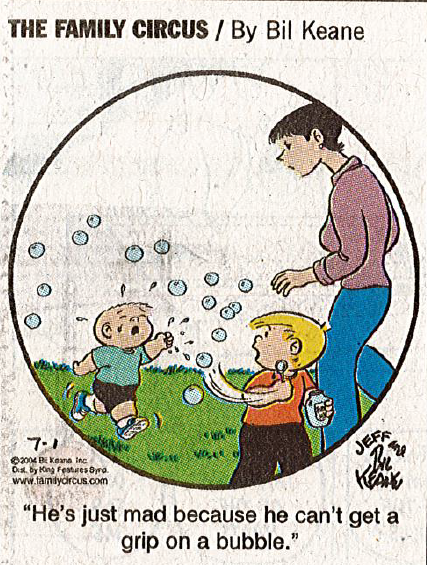 THE FAMILY CIRCUS / By Bil Keane
7-1
©2004 Bil Keane, Inc.
Dist. by King Features Synd.
www.familycircus.com
JEFF and
BIL
KEANE
"He's just mad because he can't get a
grip on a bubble."